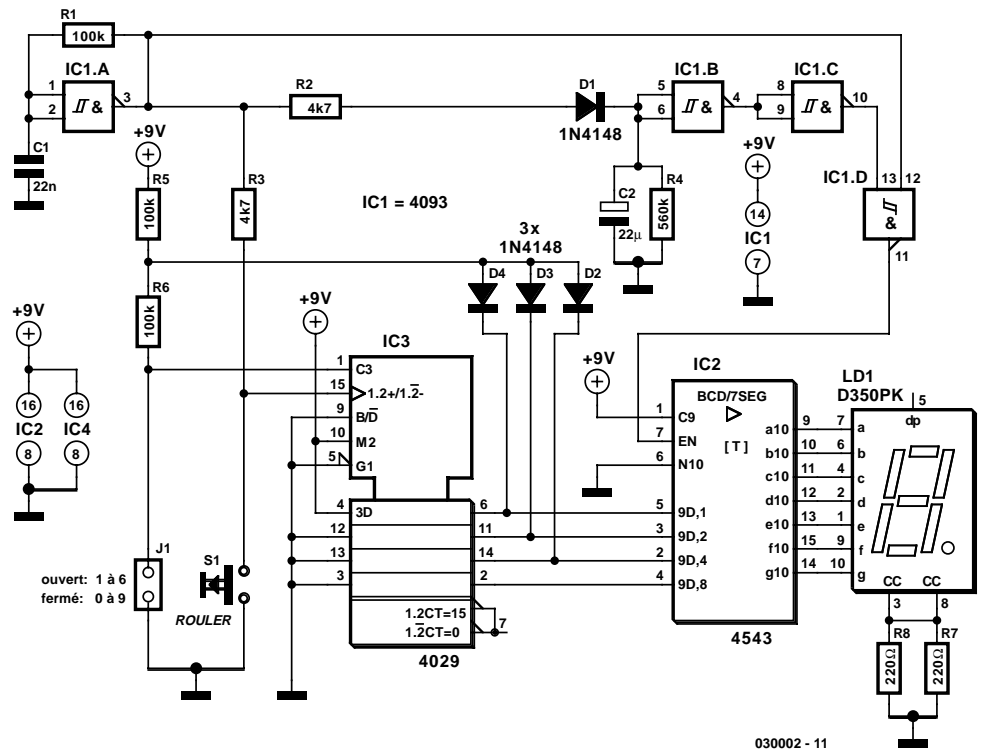 R1
100k
IC1.A
1
2
3
&
C1
22n
+9V
R5
100k
R3
4k7
R6
100k
R2
4k7
IC1 = 4093
D1
1N4148
IC1.B
5
6
4
&
IC1.C
8
9
10
&
C2
22µ
R4
560k
+9V
14
IC1
7
IC1.D
13
12
&
11
3x
1N4148
D4
D3
D2
+9V
16
16
IC2
IC4
8
8
+9V
IC3
1
C3
15
1.2+/1.2̅-
9
B/D̅
10
M2
5
G1
4
3D
6
12
11
13
14
3
2
1.2CT=15
1.2̅CT=0
7
4029
J1
ouvert: 1 à 6
fermé: 0 à 9
S1
ROULER
+9V
IC2
BCD/7SEG
[T]
1
C9
7
EN
6
N10
5
9D,1
3
9D,2
2
9D,4
4
9D,8
a10
9
b10
10
c10
11
d10
12
e10
13
f10
15
g10
14
4543
LD1
D350PK
5
dp
7
a
6
b
4
c
2
d
1
e
9
f
10
g
CC
CC
3
8
R8
220Ω
R7
220Ω
030002 - 11